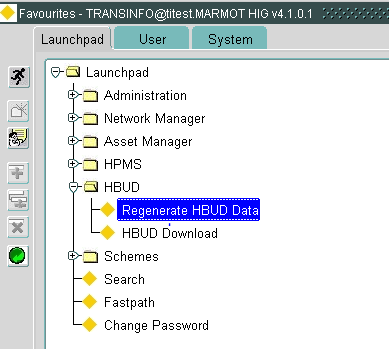 Favourites - TRANSINFO@titest.MARMOT HIG v4.1.0.1
Launchpad User System
Launchpad
Administration
Network Manager
Asset Manager
HPMS
HBUD
Regenerate HBUD Data
HBUD Download
Schemes
Search
Fastpath
Change Password